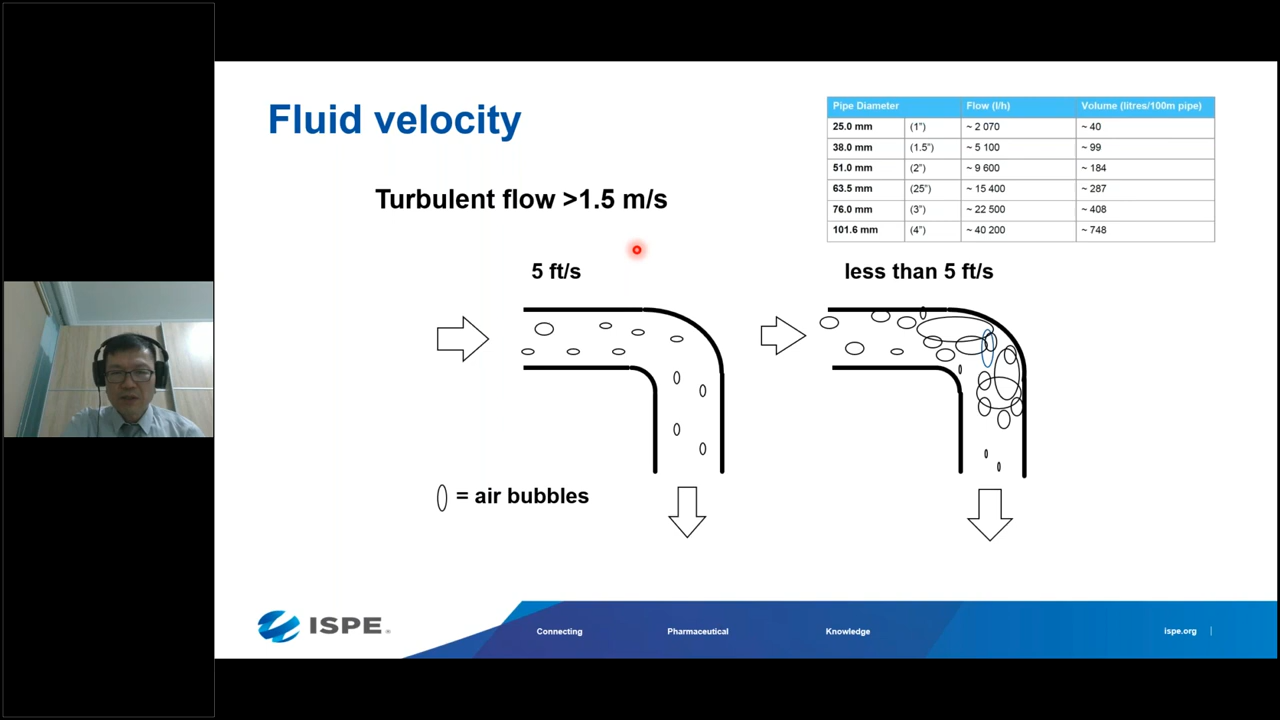 Fluid velocity
Turbulent flow >1.5 m/s
Pipe Diameter Flow (l/h) Volume (litres/100m pipe)
25.0 mm (1”) ~ 2 070 ~ 40
38.0 mm (1.5”) ~ 5 100 ~ 99
51.0 mm (2”) ~ 9 600 ~ 184
63.5 mm (25”) ~ 15 400 ~ 287
76.0 mm (3”) ~ 22 500 ~ 408
101.6 mm (4”) ~ 40 200 ~ 748
5 ft/s
less than 5 ft/s
= air bubbles
ISPE®
Connecting Pharmaceutical Knowledge ispe.org |